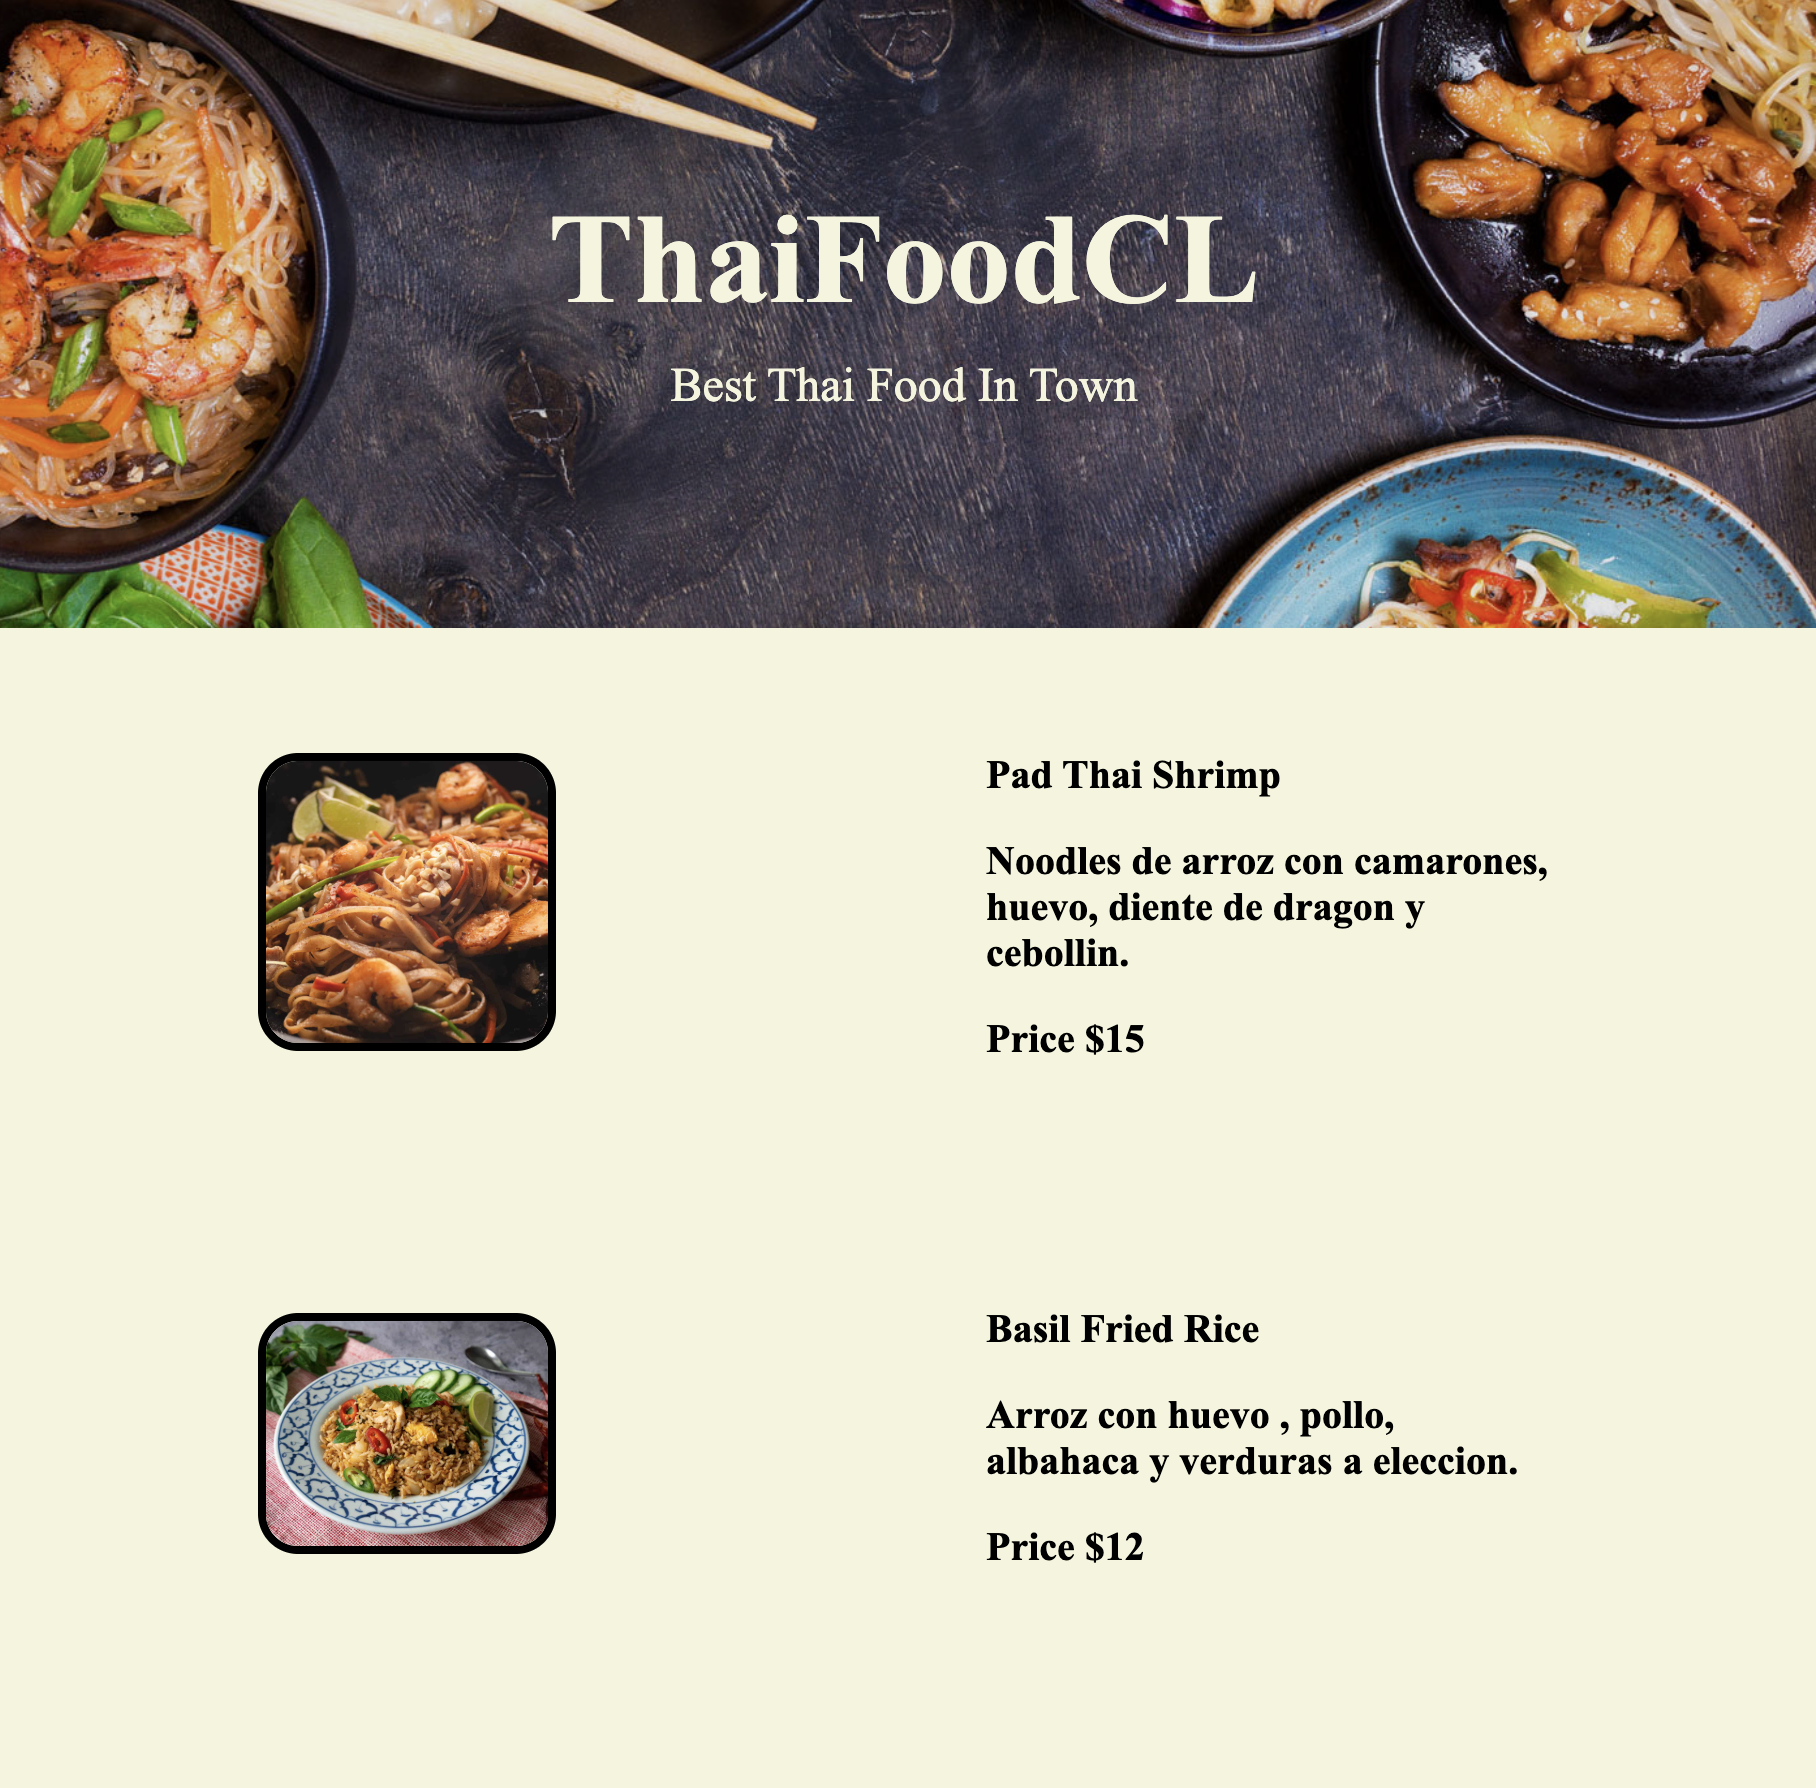 ThaiFoodCL
Best Thai Food In Town
Pad Thai Shrimp
Noodles de arroz con camarones,
huevo, diente de dragon y
cebollin.
Price $15
Basil Fried Rice
Arroz con huevo , pollo,
albahaca y verduras a eleccion.
Price $12